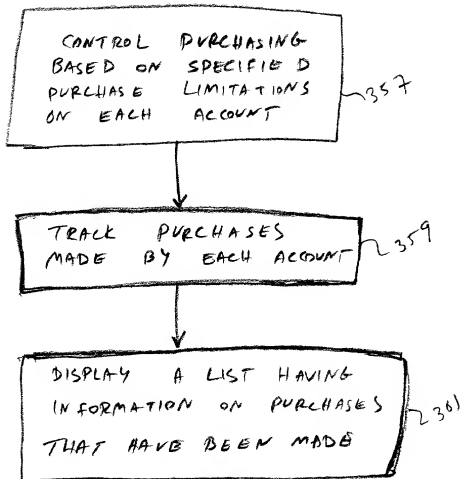 CONTROL PURCHASING
BASED ON SPECIFIED
PURCHASE LIMITATIONS
ON EACH ACCOUNT
357
TRACK PURCHASES
MADE BY EACH ACCOUNT
359
DISPLAY A LIST HAVING
INFORMATION ON PURCHASES
361
THAT HAVE BEEN MADE